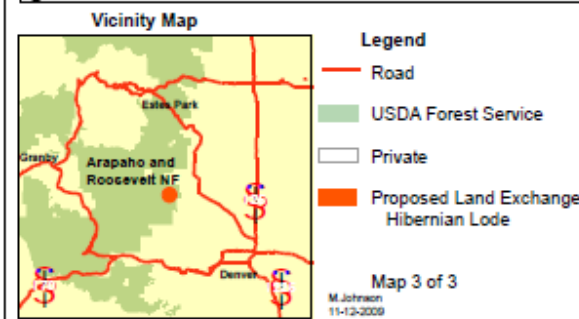 Vicinity Map
Estes Park
Granby
Arapaho and
Roosevelt NF
Denver
Legend
Road
USDA Forest Service
Private
Proposed Land Exchange
Hibernian Lode
Map 3 of 3
M.Johnson
11-12-2009